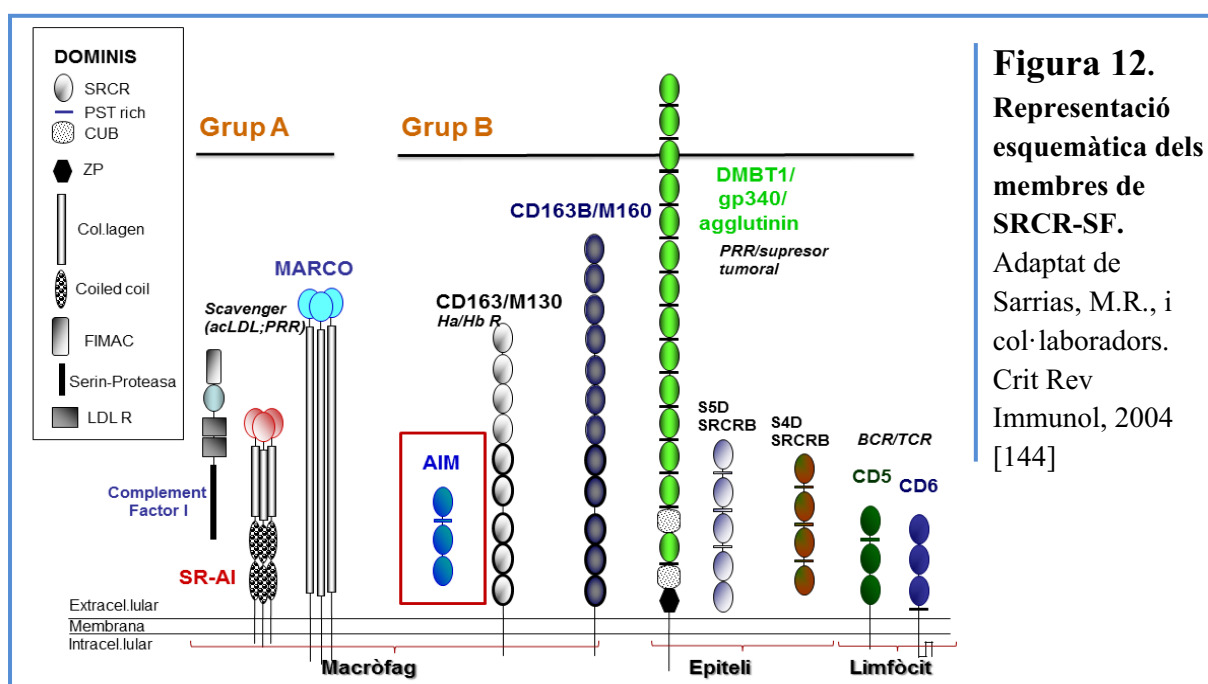 DOMINIS
SRCR
PST rich
CUB
ZP
Col.lagen
Coiled coil
FIMAC
Serin-Proteasa
LDL R
Grup A
Grup B
Scavenger
(acLDL;PRR)
MARCO
Complement
Factor I
SR-AI
AIM
CD163/M130
Ha/Hb R
CD163B/M160
DMBT1/
gp340/
agglutinin
PRR/supresor
tumoral
S5D
SRCRB
S4D
SRCRB
BCR/TCR
CD5
CD6
Extracel.lular
Membrana
Intracel.lular
Macròfag
Epiteli
Limfòcit
Figura 12.
Representació
esquemàtica dels
membres de
SRCR-SF.
Adaptat de
Sarrias, M.R., i
col·laboradors.
Crit Rev
Immunol, 2004
[144]